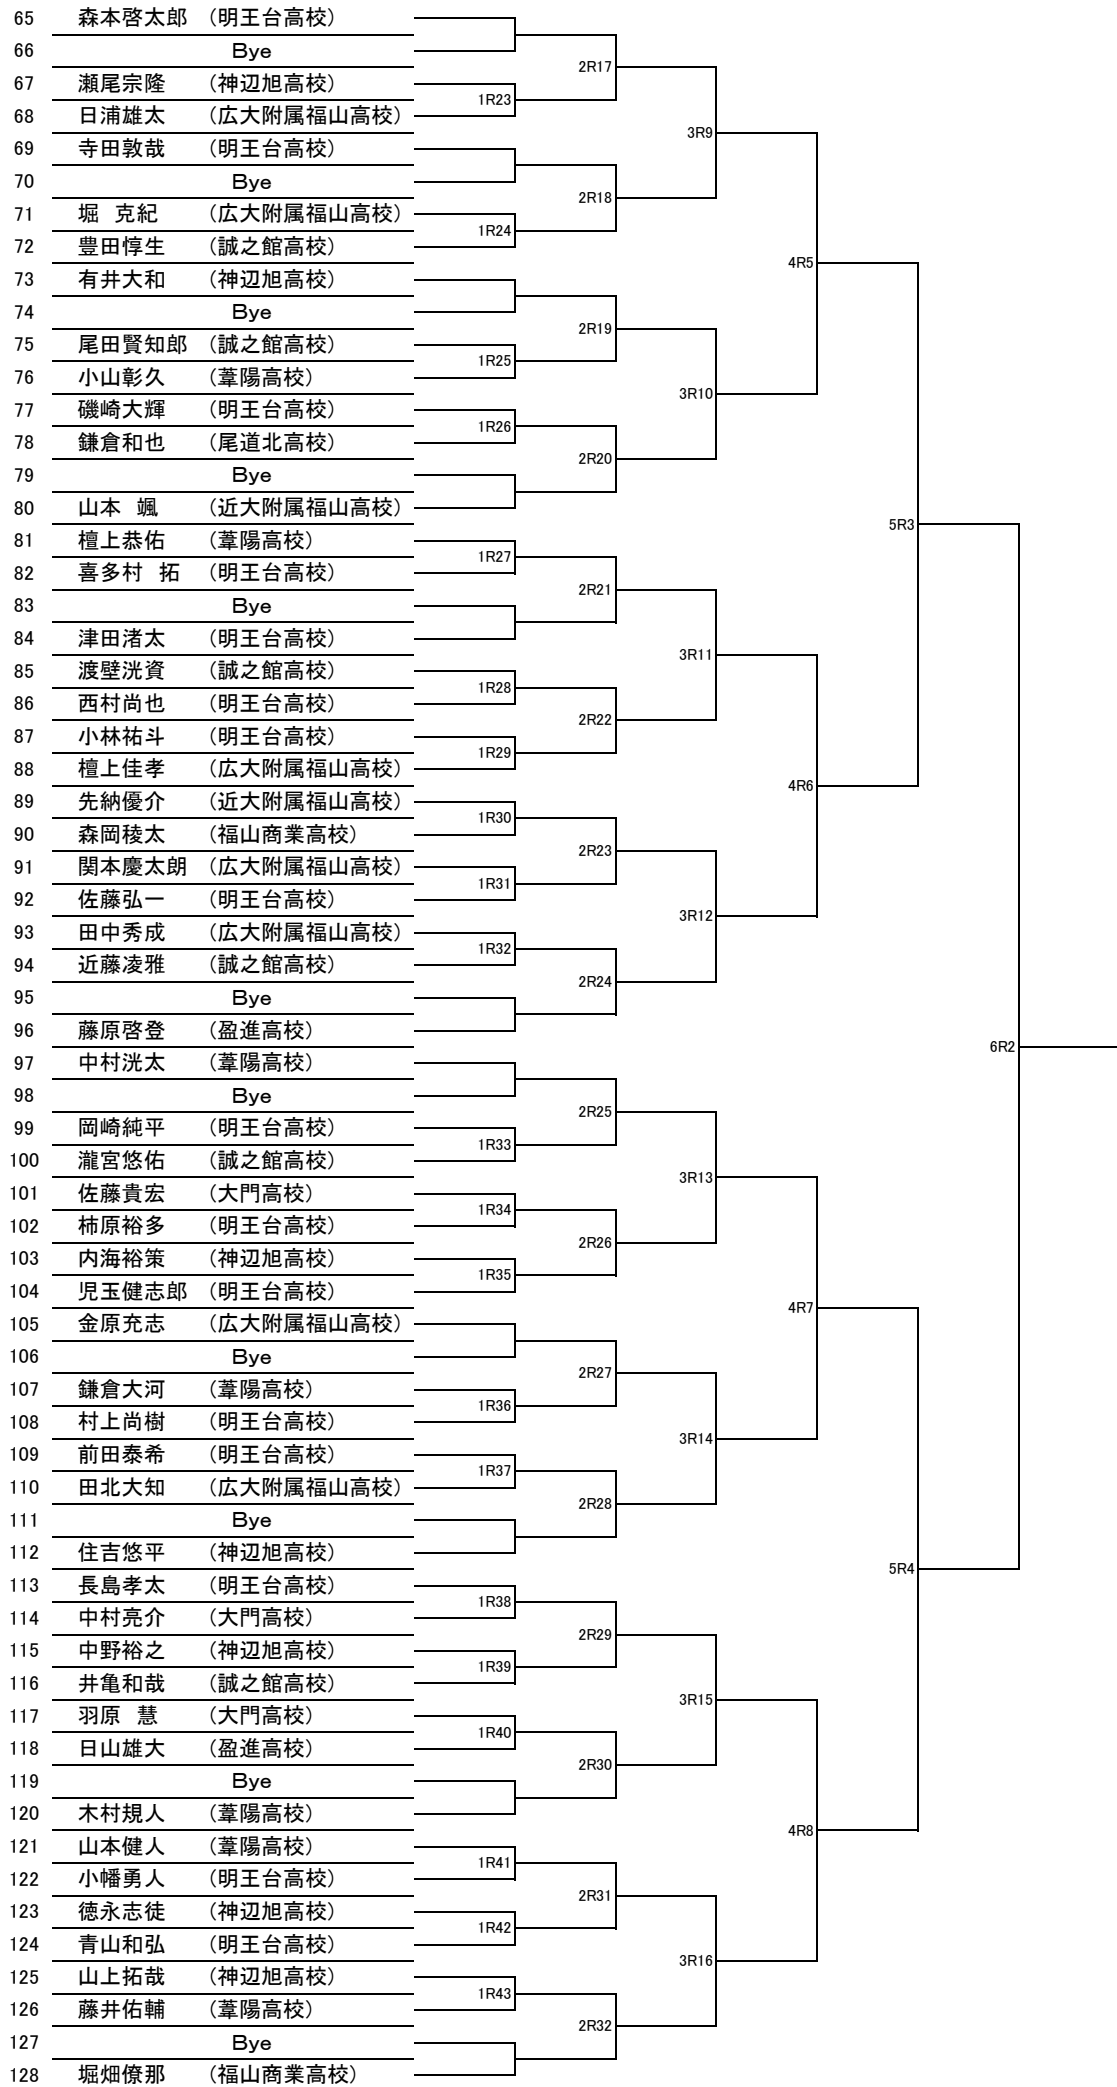 65 森本啓太郎 (明王台高校)
66 Bye
2R17
67 瀬尾宗隆 (神辺旭高校)
1R23
68 日浦雄太 (広大附属福山高校)
3R9
69 寺田敦哉 (明王台高校)
70 Bye
2R18
71 堀 克紀 (広大附属福山高校)
1R24
72 豊田惇生 (誠之館高校)
4R5
73 有井大和 (神辺旭高校)
74 Bye
2R19
75 尾田賢知郎 (誠之館高校)
1R25
76 小山彰久 (葦陽高校)
3R10
77 磯崎大輝 (明王台高校)
1R26
78 鎌倉和也 (尾道北高校)
2R20
79 Bye
80 山本 颯 (近大附属福山高校)
5R3
81 檀上恭佑 (葦陽高校)
1R27
82 喜多村 拓 (明王台高校)
2R21
83 Bye
84 津田渚太 (明王台高校)
3R11
85 渡壁洸資 (誠之館高校)
1R28
86 西村尚也 (明王台高校)
2R22
87 小林祐斗 (明王台高校)
1R29
88 檀上佳孝 (広大附属福山高校)
4R6
89 先納優介 (近大附属福山高校)
1R30
90 森岡稜太 (福山商業高校)
2R23
91 関本慶太朗 (広大附属福山高校)
1R31
92 佐藤弘一 (明王台高校)
3R12
93 田中秀成 (広大附属福山高校)
1R32
94 近藤凌雅 (誠之館高校)
2R24
95 Bye
96 藤原啓登 (盈進高校)
6R2
97 中村洸太 (葦陽高校)
98 Bye
2R25
99 岡崎純平 (明王台高校)
1R33
100 瀧宮悠佑 (誠之館高校)
3R13
101 佐藤貴宏 (大門高校)
1R34
102 柿原裕多 (明王台高校)
2R26
103 内海裕策 (神辺旭高校)
1R35
104 児玉健志郎 (明王台高校)
4R7
105 金原充志 (広大附属福山高校)
106 Bye
2R27
107 鎌倉大河 (葦陽高校)
1R36
108 村上尚樹 (明王台高校)
3R14
109 前田泰希 (明王台高校)
1R37
110 田北大知 (広大附属福山高校)
2R28
111 Bye
112 住吉悠平 (神辺旭高校)
5R4
113 長島孝太 (明王台高校)
1R38
114 中村亮介 (大門高校)
2R29
115 中野裕之 (神辺旭高校)
1R39
116 井亀和哉 (誠之館高校)
3R15
117 羽原 慧 (大門高校)
1R40
118 日山雄大 (盈進高校)
2R30
119 Bye
120 木村規人 (葦陽高校)
4R8
121 山本健人 (葦陽高校)
1R41
122 小幡勇人 (明王台高校)
2R31
123 徳永志徒 (神辺旭高校)
1R42
124 青山和弘 (明王台高校)
3R16
125 山上拓哉 (神辺旭高校)
1R43
126 藤井佑輔 (葦陽高校)
2R32
127 Bye
128 堀畑僚那 (福山商業高校)